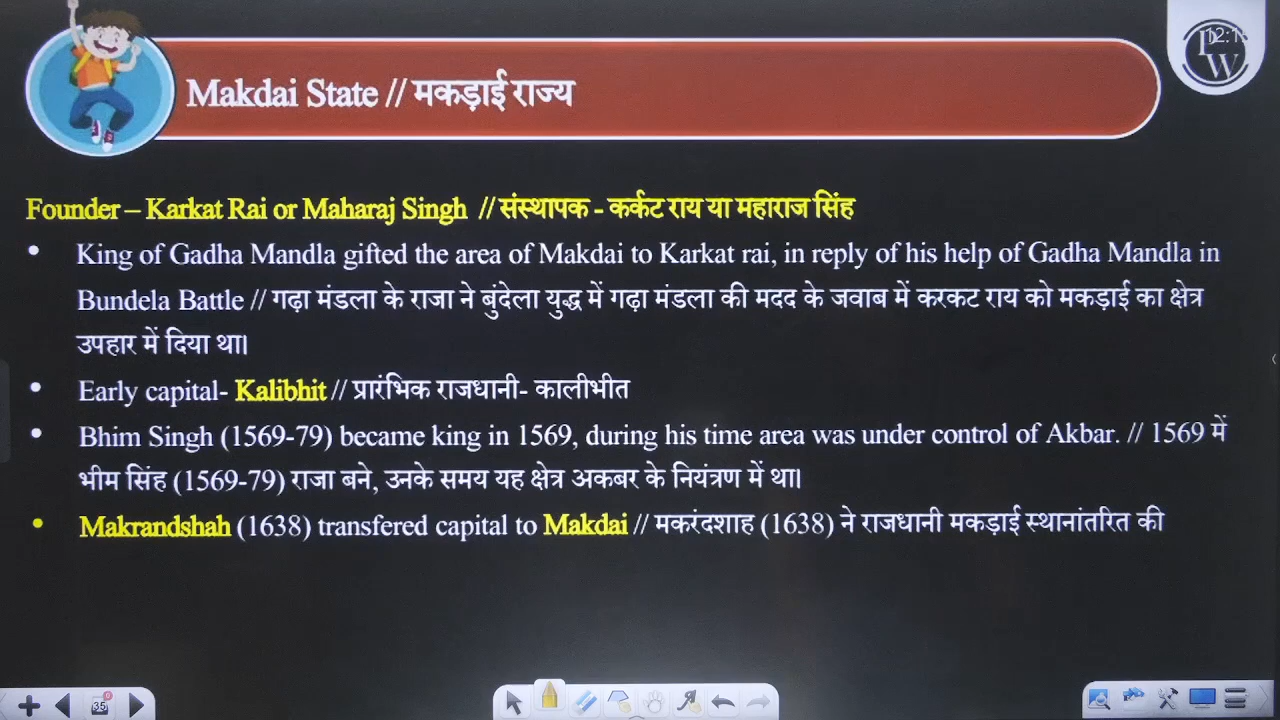 Makdai State // मकड़ाई राज्य
Founder – Karkat Rai or Maharaj Singh // संस्थापक - कर्कट राय या महाराज सिंह
• King of Gadha Mandla gifted the area of Makdai to Karkat rai, in reply of his help of Gadha Mandla in
Bundela Battle // गढ़ा मंडला के राजा ने बुंदेला युद्ध में गढ़ा मंडला की मदद के जवाब में करकट राय को मकड़ाई का क्षेत्र
उपहार में दिया था।
• Early capital- Kalibhit // प्रारंभिक राजधानी- कालीभीत
• Bhim Singh (1569-79) became king in 1569, during his time area was under control of Akbar. // 1569 में
भीम सिंह (1569-79) राजा बने, उनके समय यह क्षेत्र अकबर के नियंत्रण में था।
• Makrandshah (1638) transfered capital to Makdai // मकरंदशाह (1638) ने राजधानी मकड़ाई स्थानांतरित की
35